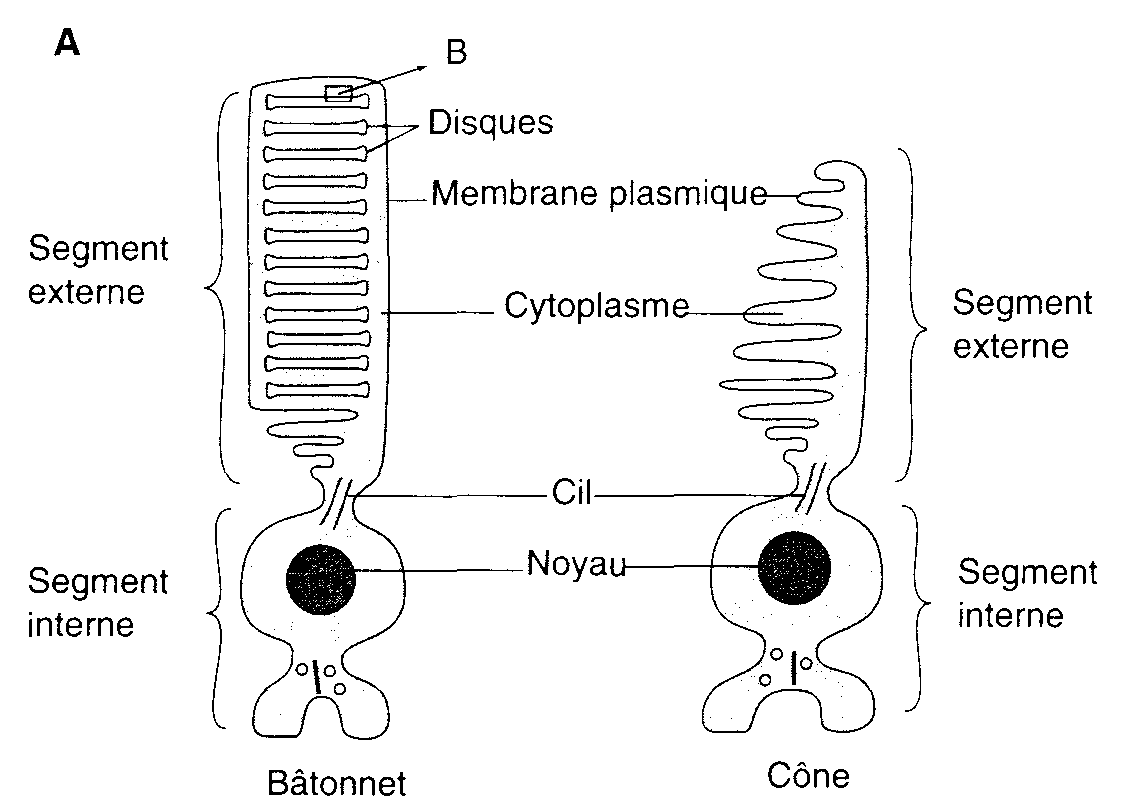 A
B
Disques
Membrane plasmique
Segment
externe
Cytoplasme
Segment
externe
Cil
Noyau
Segment
interne
Segment
interne
Bâtonnet
Cône